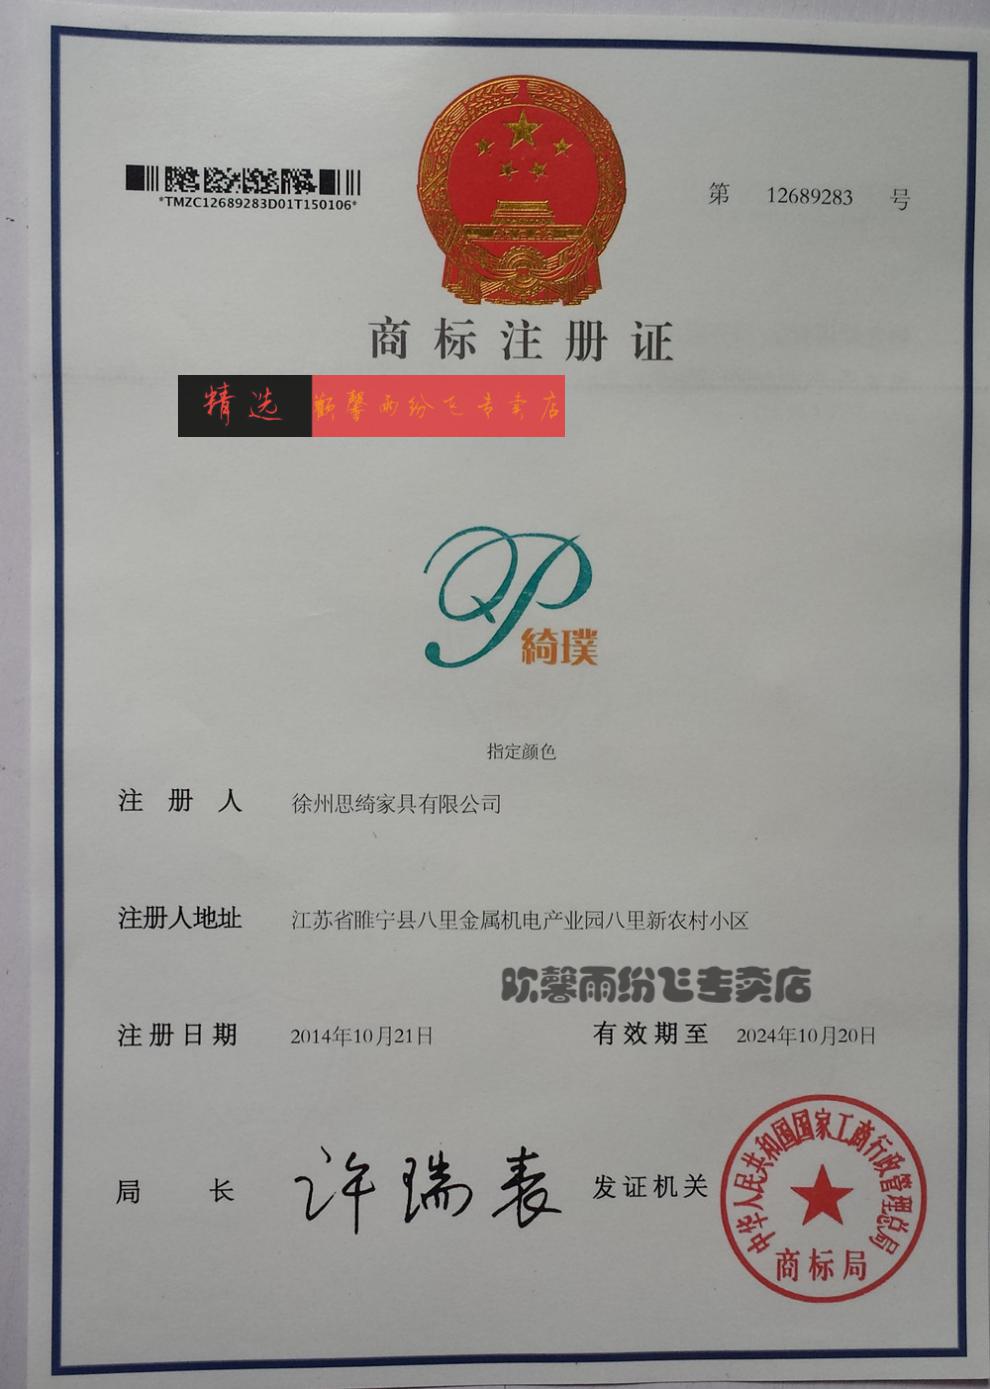 *TMZC12689283D01T150106*
第 12689283 号
商标注册证
精选
馨雨纷飞专卖店
QP
綺璞
指定颜色
注册人 徐州思绮家具有限公司
注册人地址 江苏省睢宁县八里金属机电产业园八里新农村小区
欧馨雨纷飞专卖店
注册日期 2014年10月21日 有效期至 2024年10月20日
局长 许瑞表 发证机关
中华人民共和国国家工商行政管理总局
商标局